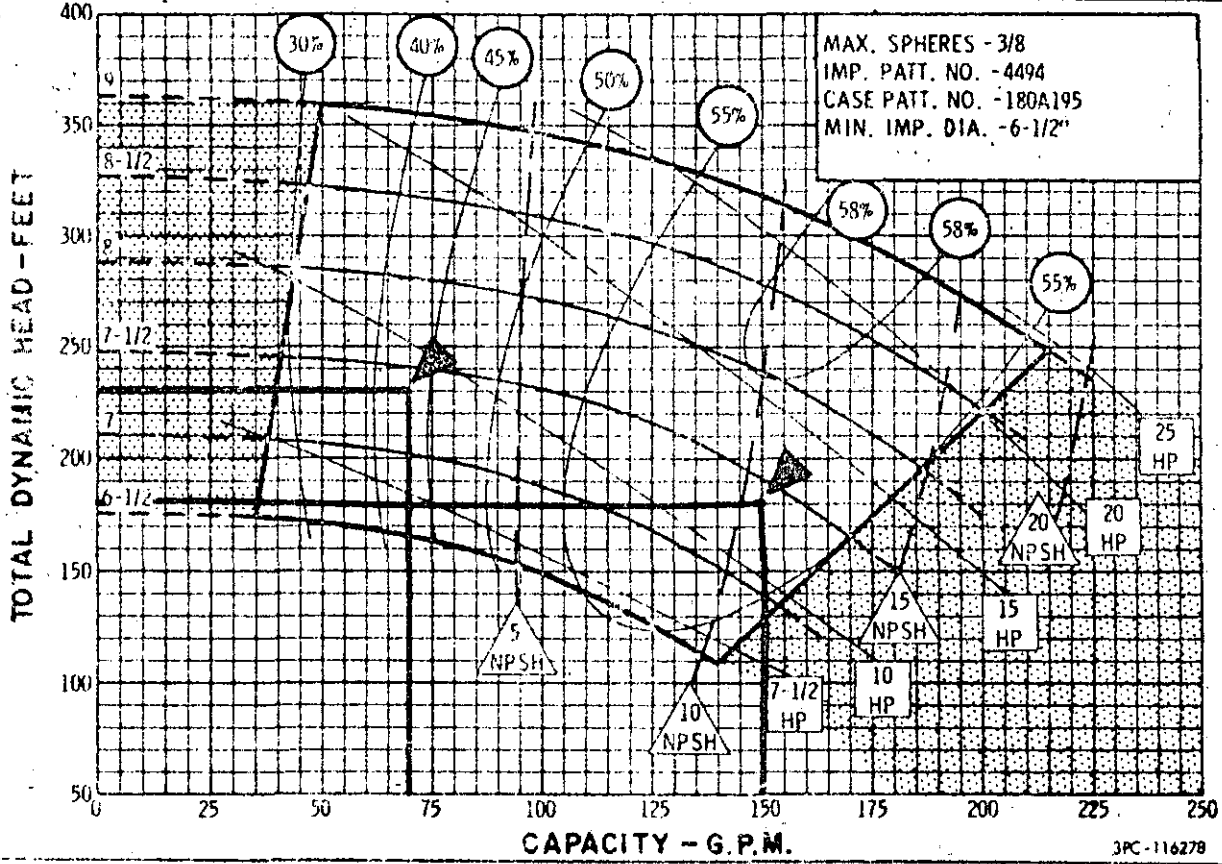 MAX. SPHERES - 3/8
IMP. PATT. NO. - 4494
CASE PATT. NO. - 180A195
MIN. IMP. DIA. - 6-1/2"
30%
40%
45%
50%
55%
58%
58%
55%
TOTAL DYNAMIC HEAD - FEET
400
350
300
250
200
150
100
50
9
8-1/2
8
7-1/2
7
6-1/2
5
NPSH
10
NPSH
15
NPSH
20
NPSH
7-1/2
HP
10
HP
15
HP
20
HP
25
HP
0
25
50
75
100
125
150
175
200
225
250
CAPACITY - G.P.M.
3PC-116278